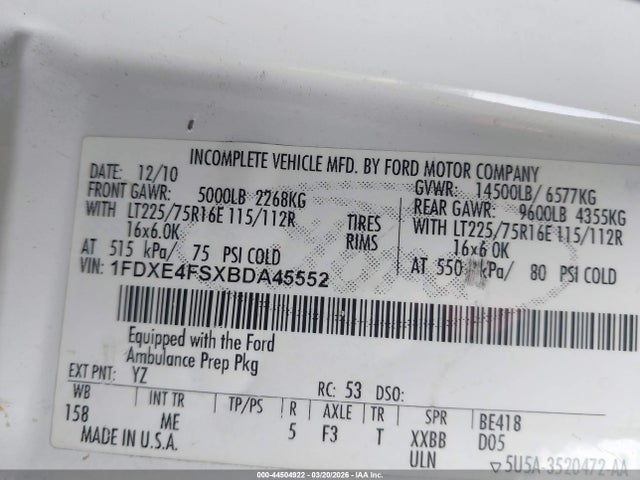 INCOMPLETE VEHICLE MFD. BY FORD MOTOR COMPANY
DATE: 12/10 GVWR: 14500LB/ 6577KG
FRONT GAWR: 5000LB 2268KG REAR GAWR: 9600LB 4355KG
WITH LT225/75R16E 115/112R TIRES WITH LT225/75R16E 115/112R
16x6.0K RIMS 16x6.0K
AT 515 kPa/ 75 PSI COLD AT 550 kPa/ 80 PSI COLD
VIN: 1FDXE4FSXBDA45552
Equipped with the Ford
Ambulance Prep Pkg
EXT PNT: YZ RC: 53 DSO:
WB INT TR TP/PS R AXLE TR SPR BE418
158 ME 5 F3 T XXBB D05
MADE IN U.S.A. ULN ▽5U5A-3520472-AA
000-44504922 - 03/20/2026 - COPART